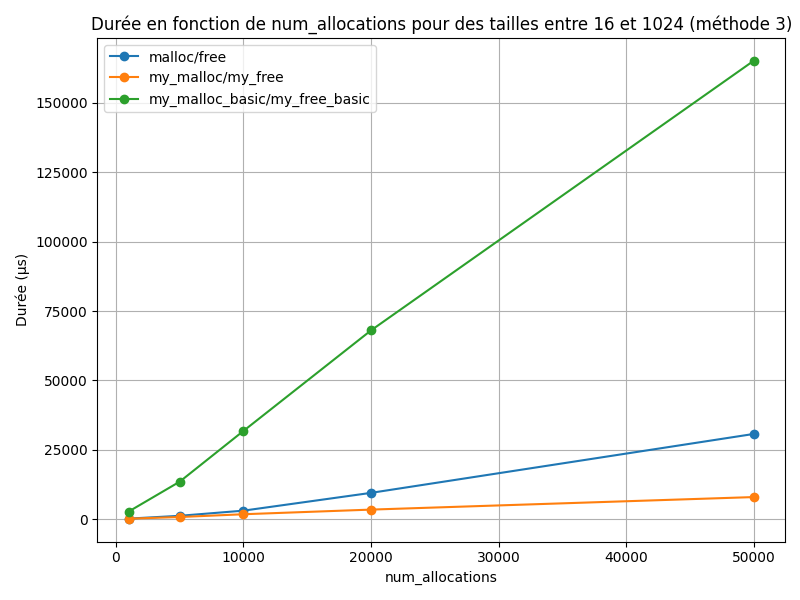 Durée en fonction de num_allocations pour des tailles entre 16 et 1024 (méthode 3)
malloc/free
my_malloc/my_free
my_malloc_basic/my_free_basic
150000
125000
100000
75000
50000
25000
0
Durée (µs)
0 10000 20000 30000 40000 50000
num_allocations